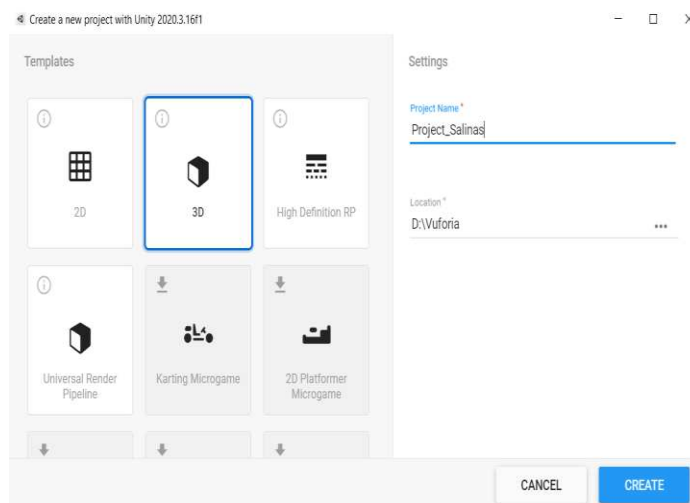 Create a new project with Unity 2020.3.16f1
Templates
2D
3D
High Definition RP
Universal Render
Pipeline
Karting Microgame
2D Platformer
Microgame
Settings
Project Name *
Project_Salinas
Location *
D:\Vuforia
CANCEL
CREATE